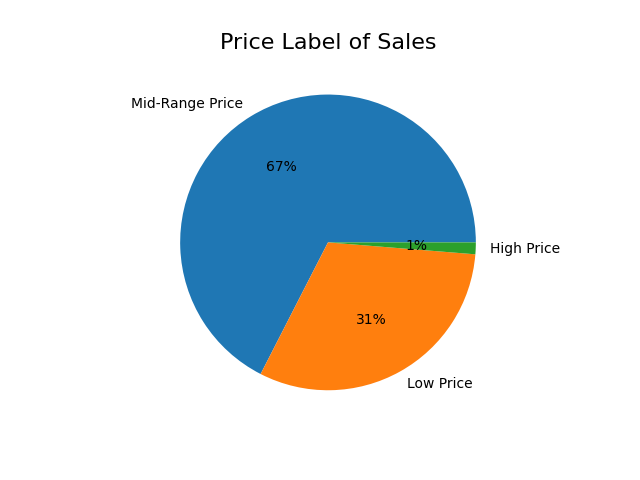 Price Label of Sales
Mid-Range Price
67%
1%
High Price
31%
Low Price